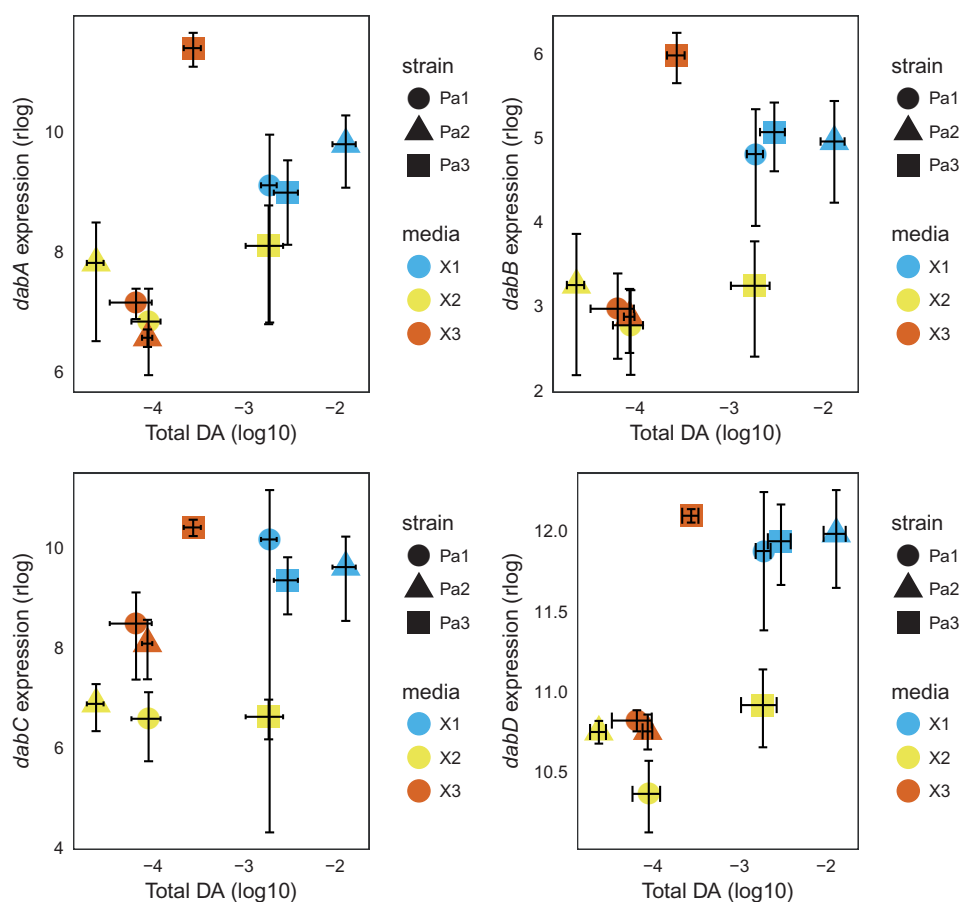 dabA expression (rlog)
10
8
6
−4
−3
−2
Total DA (log10)
strain
Pa1
Pa2
Pa3
media
X1
X2
X3
dabB expression (rlog)
6
5
4
3
2
−4
−3
−2
Total DA (log10)
strain
Pa1
Pa2
Pa3
media
X1
X2
X3
dabC expression (rlog)
10
8
6
4
−4
−3
−2
Total DA (log10)
strain
Pa1
Pa2
Pa3
media
X1
X2
X3
dabD expression (rlog)
12.0
11.5
11.0
10.5
−4
−3
−2
Total DA (log10)
strain
Pa1
Pa2
Pa3
media
X1
X2
X3